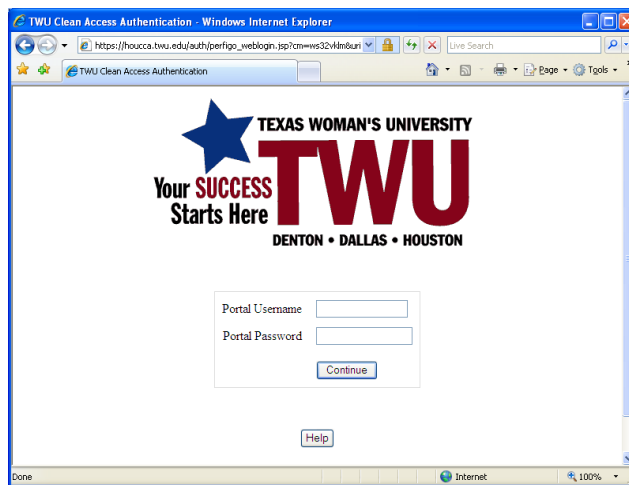 TWU Clean Access Authentication - Windows Internet Explorer
https://houcca.twu.edu/auth/perfigo_weblogin.jsp?cm=ws32vklm&uri
Live Search
TWU Clean Access Authentication
Page
Tools
TEXAS WOMAN'S UNIVERSITY
TWU
Your SUCCESS
Starts Here
DENTON • DALLAS • HOUSTON
Portal Username
Portal Password
Continue
Help
Done
Internet
100%